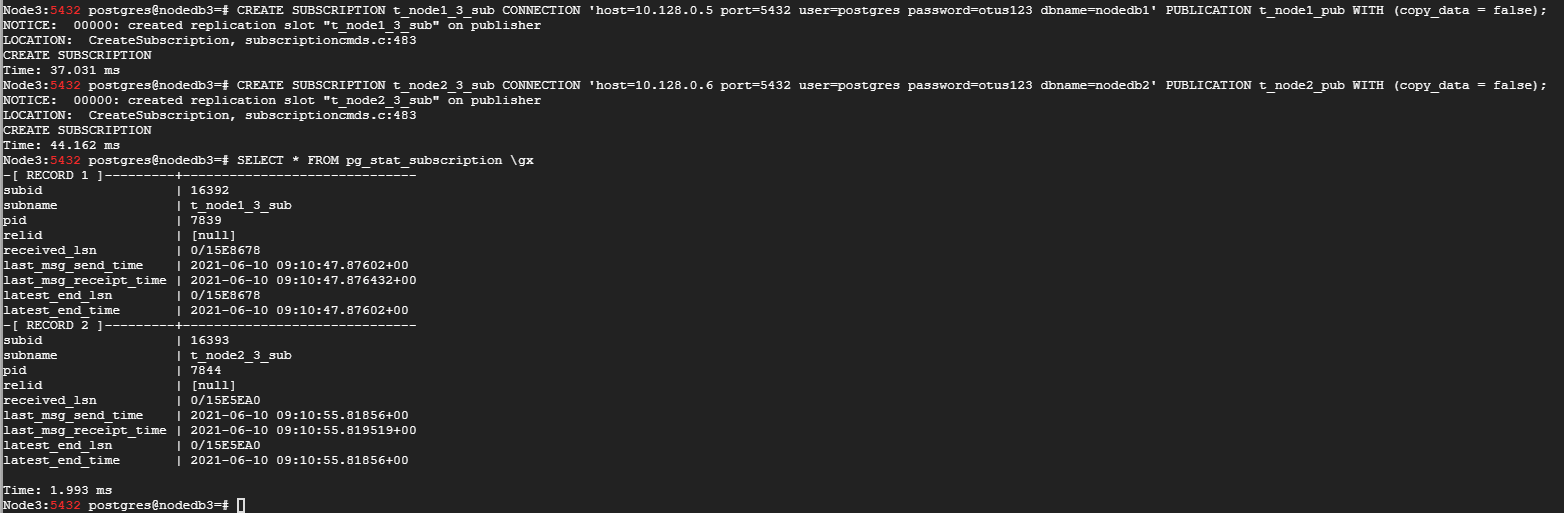 Node3:5432 postgres@nodedb3=# CREATE SUBSCRIPTION t_node1_3_sub CONNECTION 'host=10.128.0.5 port=5432 user=postgres password=otus123 dbname=nodedb1' PUBLICATION t_node1_pub WITH (copy_data = false);
NOTICE:  00000: created replication slot "t_node1_3_sub" on publisher
LOCATION:  CreateSubscription, subscriptioncmds.c:483
CREATE SUBSCRIPTION
Time: 37.031 ms
Node3:5432 postgres@nodedb3=# CREATE SUBSCRIPTION t_node2_3_sub CONNECTION 'host=10.128.0.6 port=5432 user=postgres password=otus123 dbname=nodedb2' PUBLICATION t_node2_pub WITH (copy_data = false);
NOTICE:  00000: created replication slot "t_node2_3_sub" on publisher
LOCATION:  CreateSubscription, subscriptioncmds.c:483
CREATE SUBSCRIPTION
Time: 44.162 ms
Node3:5432 postgres@nodedb3=# SELECT * FROM pg_stat_subscription \gx
-[ RECORD 1 ]---------+------------------------------
subid                 | 16392
subname               | t_node1_3_sub
pid                   | 7839
relid                 | [null]
received_lsn          | 0/15E8678
last_msg_send_time    | 2021-06-10 09:10:47.87602+00
last_msg_receipt_time | 2021-06-10 09:10:47.876432+00
latest_end_lsn        | 0/15E8678
latest_end_time       | 2021-06-10 09:10:47.87602+00
-[ RECORD 2 ]---------+------------------------------
subid                 | 16393
subname               | t_node2_3_sub
pid                   | 7844
relid                 | [null]
received_lsn          | 0/15E5EA0
last_msg_send_time    | 2021-06-10 09:10:55.81856+00
last_msg_receipt_time | 2021-06-10 09:10:55.819519+00
latest_end_lsn        | 0/15E5EA0
latest_end_time       | 2021-06-10 09:10:55.81856+00
Time: 1.993 ms
Node3:5432 postgres@nodedb3=#